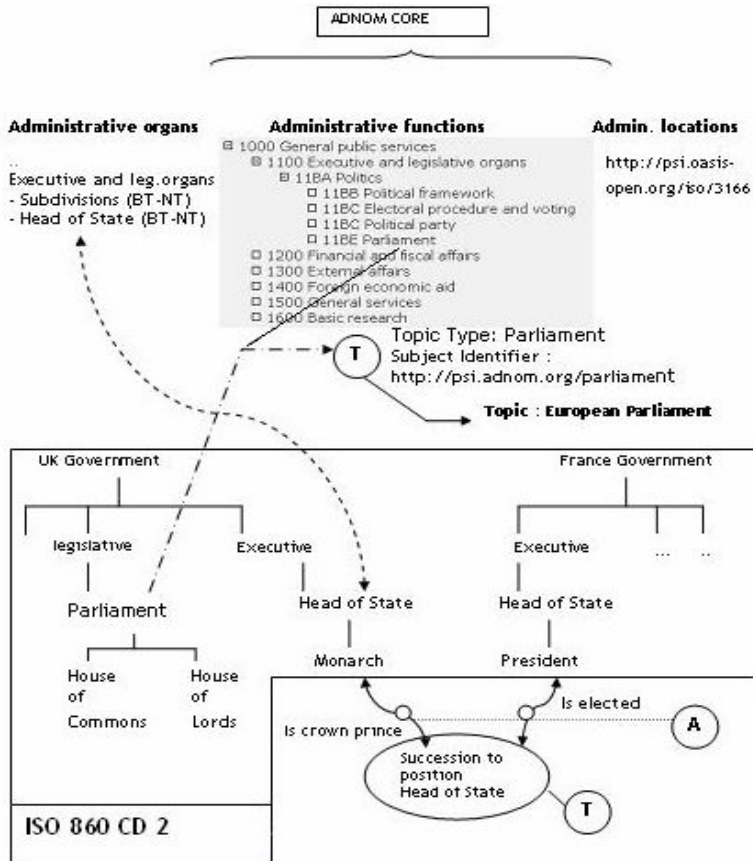 ADNOM CORE
Administrative organs
..
Executive and leg.organs
- Subdivisions (BT-NT)
- Head of State (BT-NT)
Administrative functions
1000 General public services
1100 Executive and legislative organs
11BA Politics
11BB Political framework
11BC Electoral procedure and voting
11BC Political party
11BE Parliament
1200 Financial and fiscal affairs
1300 External affairs
1400 Foreign economic aid
1500 General services
1600 Basic research
Admin. locations
http://psi.oasis-
open.org/iso/3166
T
Topic Type: Parliament
Subject Identifier :
http://psi.adnom.org/parliament
Topic : European Parliament
UK Government
legislative
Executive
Parliament
Head of State
House
of
Commons
House
of
Lords
Monarch
France Government
Executive
...
..
Head of State
President
Is crown prince
Is elected
A
Succession to
position
Head of State
T
ISO 860 CD 2